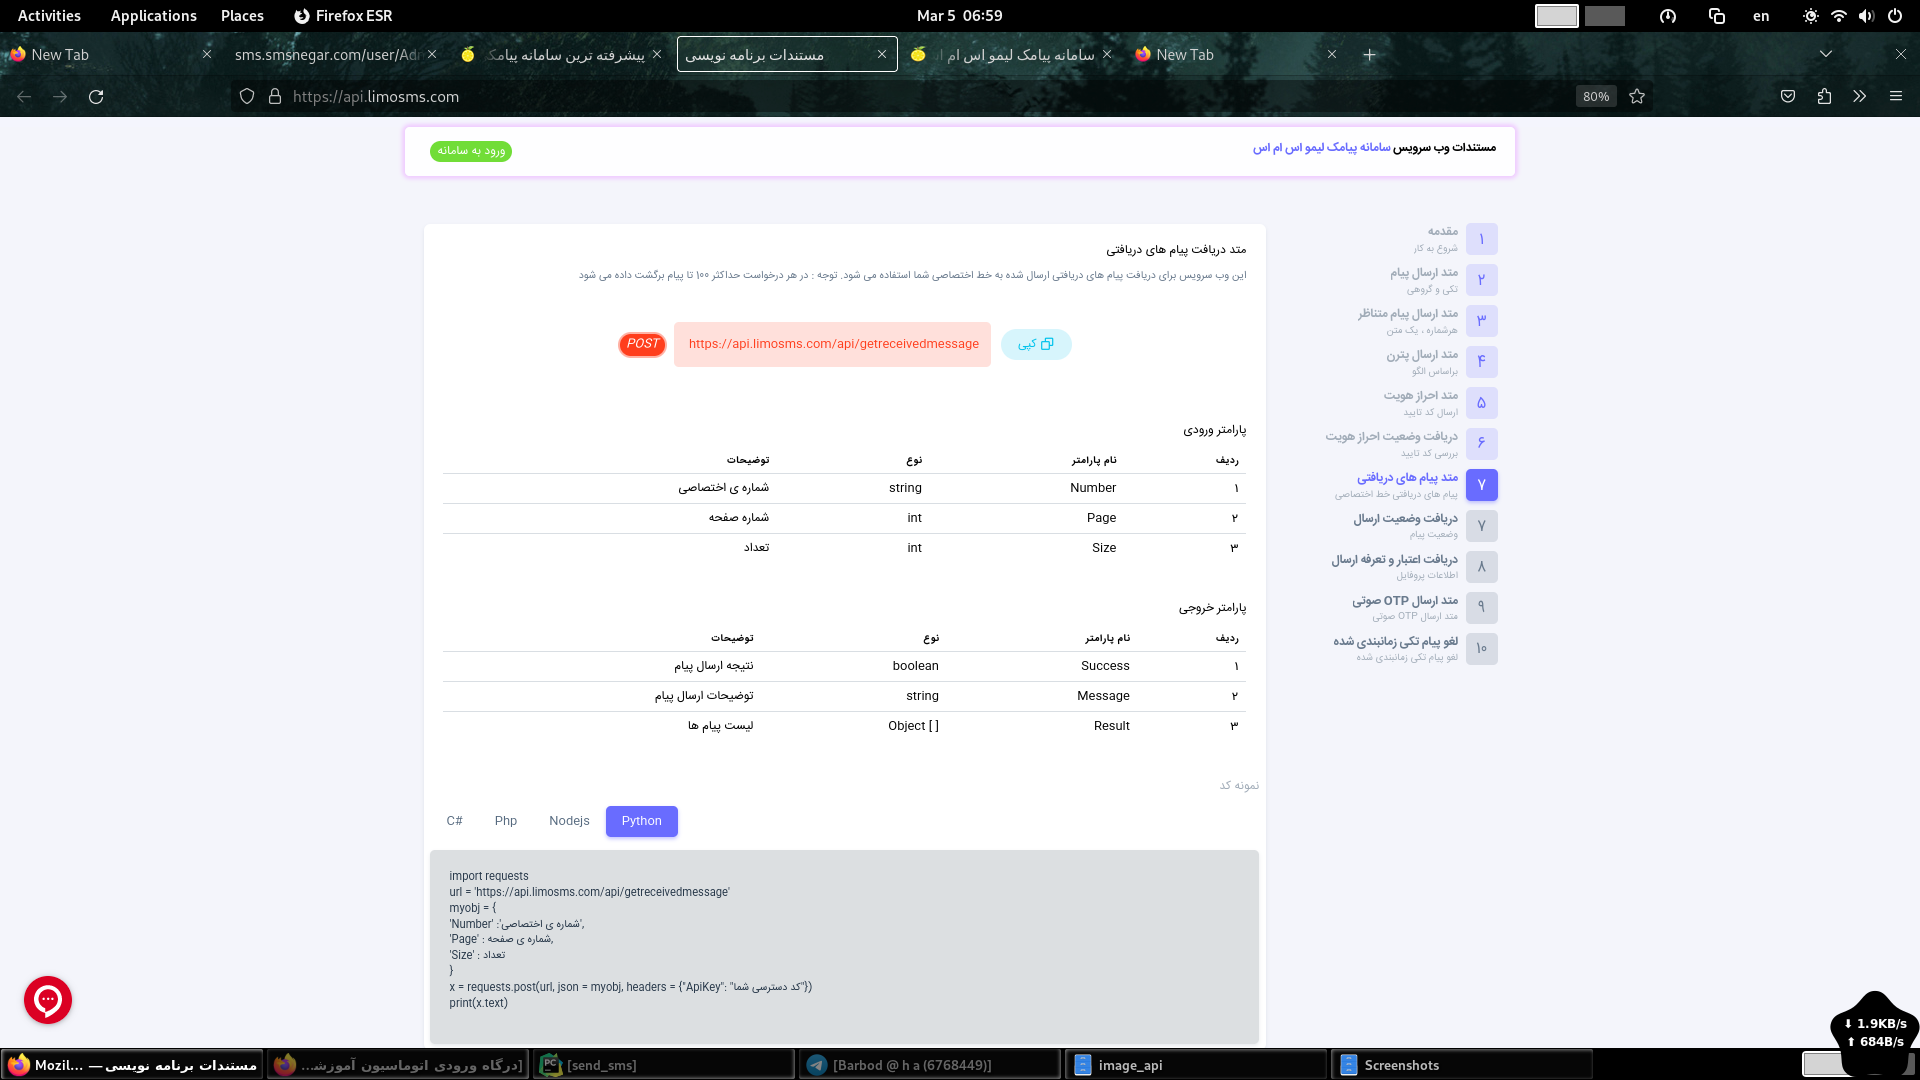 Activities Applications Places Firefox ESR Mar 5 06:59 en
New Tab sms.smsnegar.com/user/Ad پیشرفته ترین سامانه پیامک مستندات برنامه نویسی سامانه پیامک لیمو اس ام New Tab
https://api.limosms.com 80%
مستندات وب سرویس سامانه پیامک لیمو اس ام اس
ورود به سامانه
مقدمه
شروع به کار
۱
متد ارسال پیام
تکی و گروهی
۲
متد ارسال پیام متناظر
هرشماره ، یک متن
۳
متد ارسال پترن
براساس الگو
۴
متد احراز هویت
ارسال کد تایید
۵
دریافت وضعیت احراز هویت
بررسی کد تایید
۶
متد پیام های دریافتی
پیام های دریافتی خط اختصاصی
۷
دریافت وضعیت ارسال
وضعیت پیام
۷
دریافت اعتبار و تعرفه ارسال
اطلاعات پروفایل
۸
متد ارسال OTP صوتی
متد ارسال OTP صوتی
۹
لغو پیام تکی زمانبندی شده
لغو پیام تکی زمانبندی شده
۱۰
متد دریافت پیام های دریافتی
این وب سرویس برای دریافت پیام های دریافتی ارسال شده به خط اختصاصی شما استفاده می شود. توجه : در هر درخواست حداکثر ۱۰۰ تا پیام برگشت داده می شود
POST https://api.limosms.com/api/getreceivedmessage کپی
پارامتر ورودی
ردیف نام پارامتر نوع توضیحات
۱ Number string شماره ی اختصاصی
۲ Page int شماره صفحه
۳ Size int تعداد
پارامتر خروجی
ردیف نام پارامتر نوع توضیحات
۱ Success boolean نتیجه ارسال پیام
۲ Message string توضیحات ارسال پیام
۳ Result Object [ ] لیست پیام ها
نمونه کد
C# Php Nodejs Python
import requests
url = 'https://api.limosms.com/api/getreceivedmessage'
myobj = {
'Number' :'شماره ی اختصاصی',
'Page' : شماره ی صفحه,
'Size' : تعداد
}
x = requests.post(url, json = myobj, headers = {"ApiKey": "کد دسترسی شما"})
print(x.text)
1.9KB/s
684B/s
مستندات برنامه نویسی — Mozil... [درگاه ورودی اتوماسیون آموزشـ... [send_sms] [Barbod @ h a (6768449)] image_api Screenshots